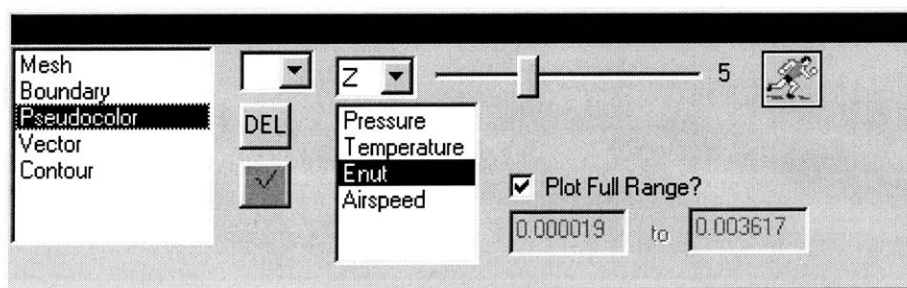 Mesh
Boundary
Pseudocolor
Vector
Contour
DEL
Z
5
Pressure
Temperature
Enut
Airspeed
Plot Full Range?
0.000019 to 0.003617